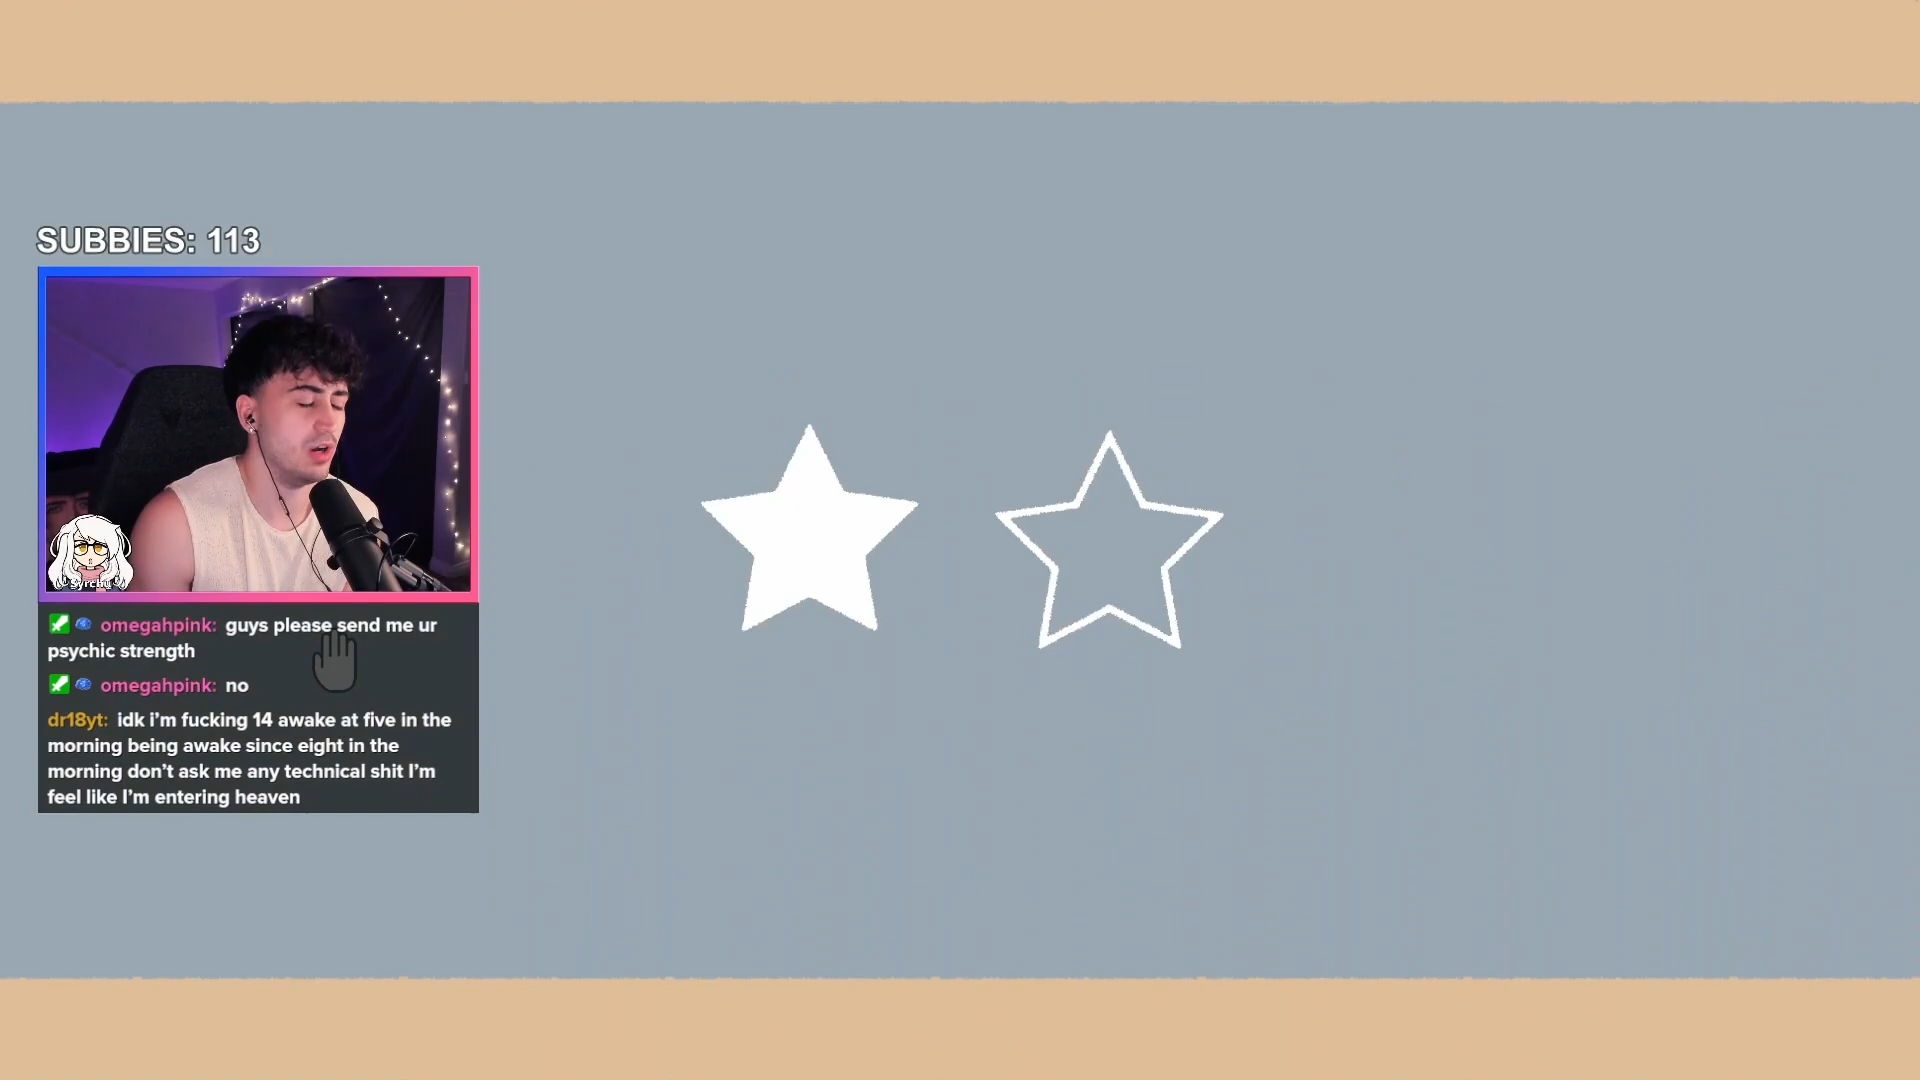 SUBBIES: 113
Syrchu
omegahpink: guys please send me ur
psychic strength
omegahpink: no
dr18yt: idk i’m fucking 14 awake at five in the
morning being awake since eight in the
morning don’t ask me any technical shit I’m
feel like I’m entering heaven